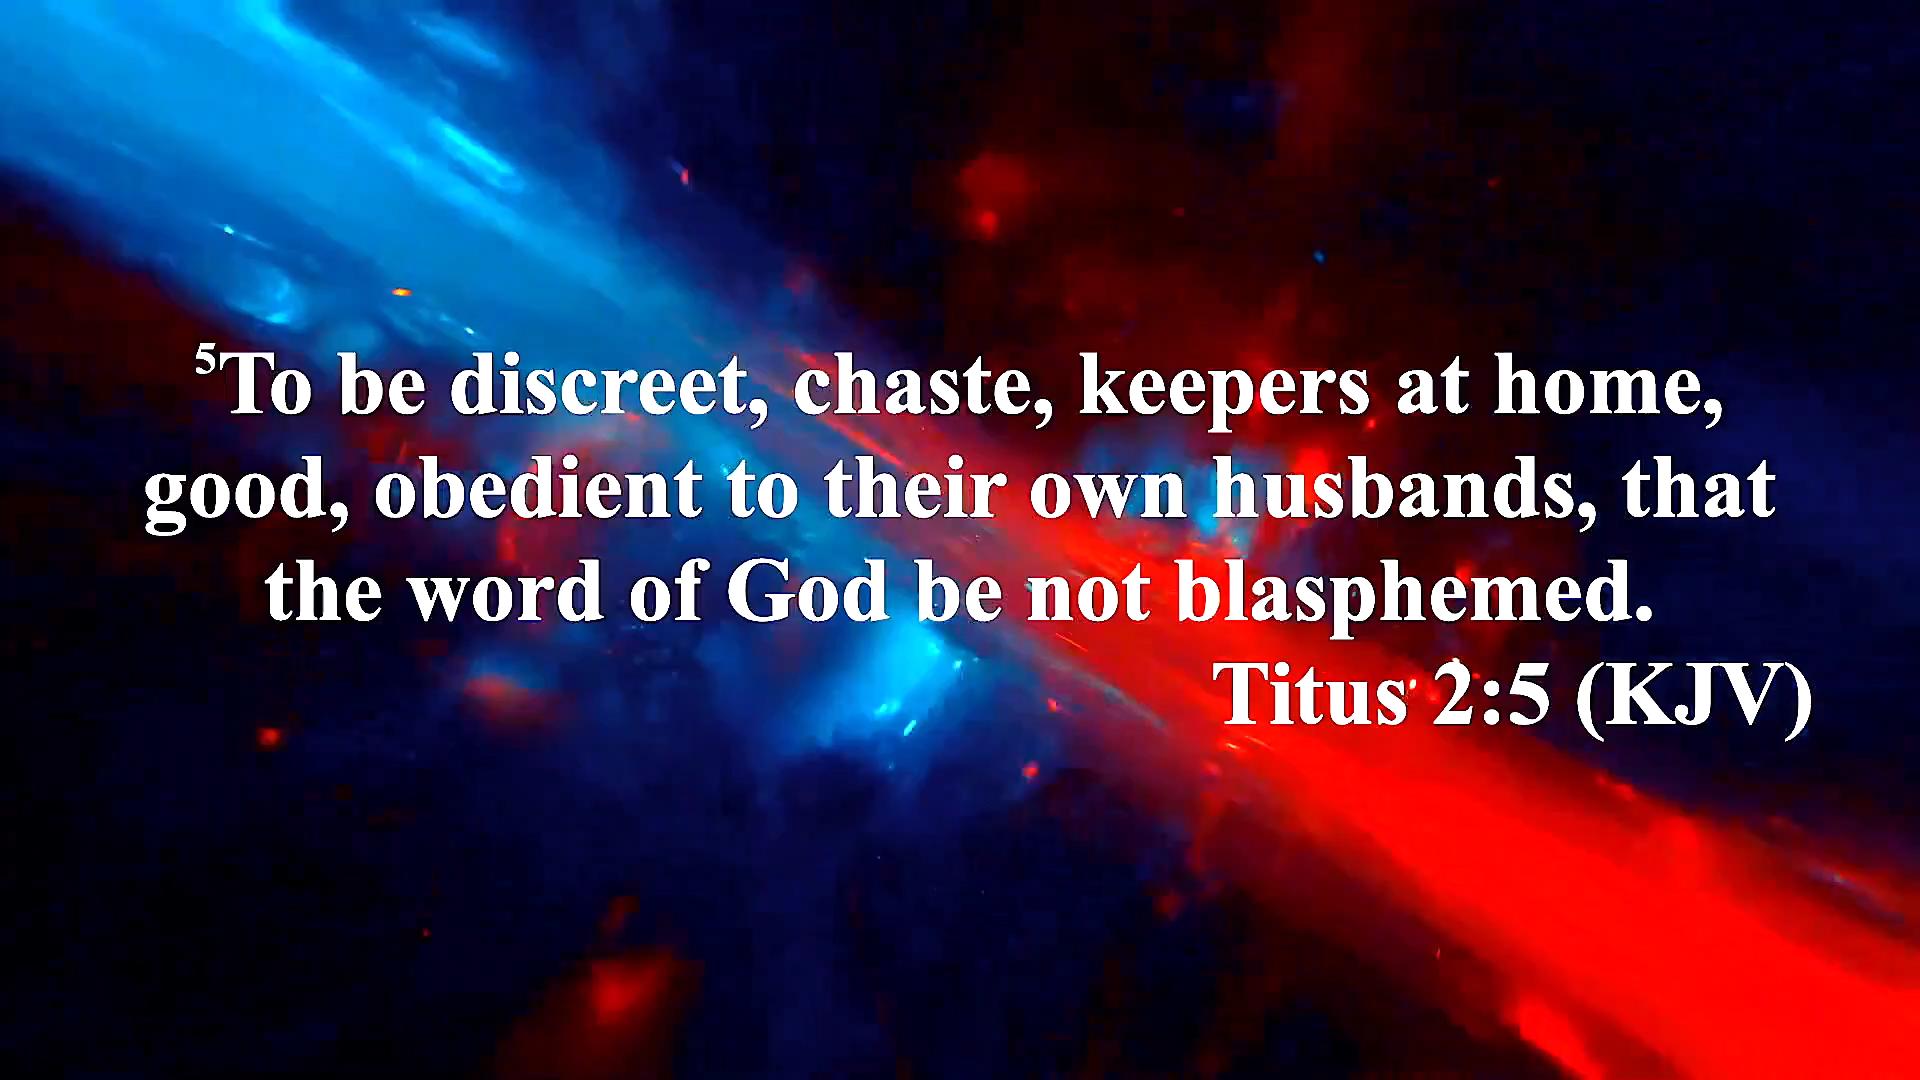 ⁵To be discreet, chaste, keepers at home,
good, obedient to their own husbands, that
the word of God be not blasphemed.
Titus 2:5 (KJV)